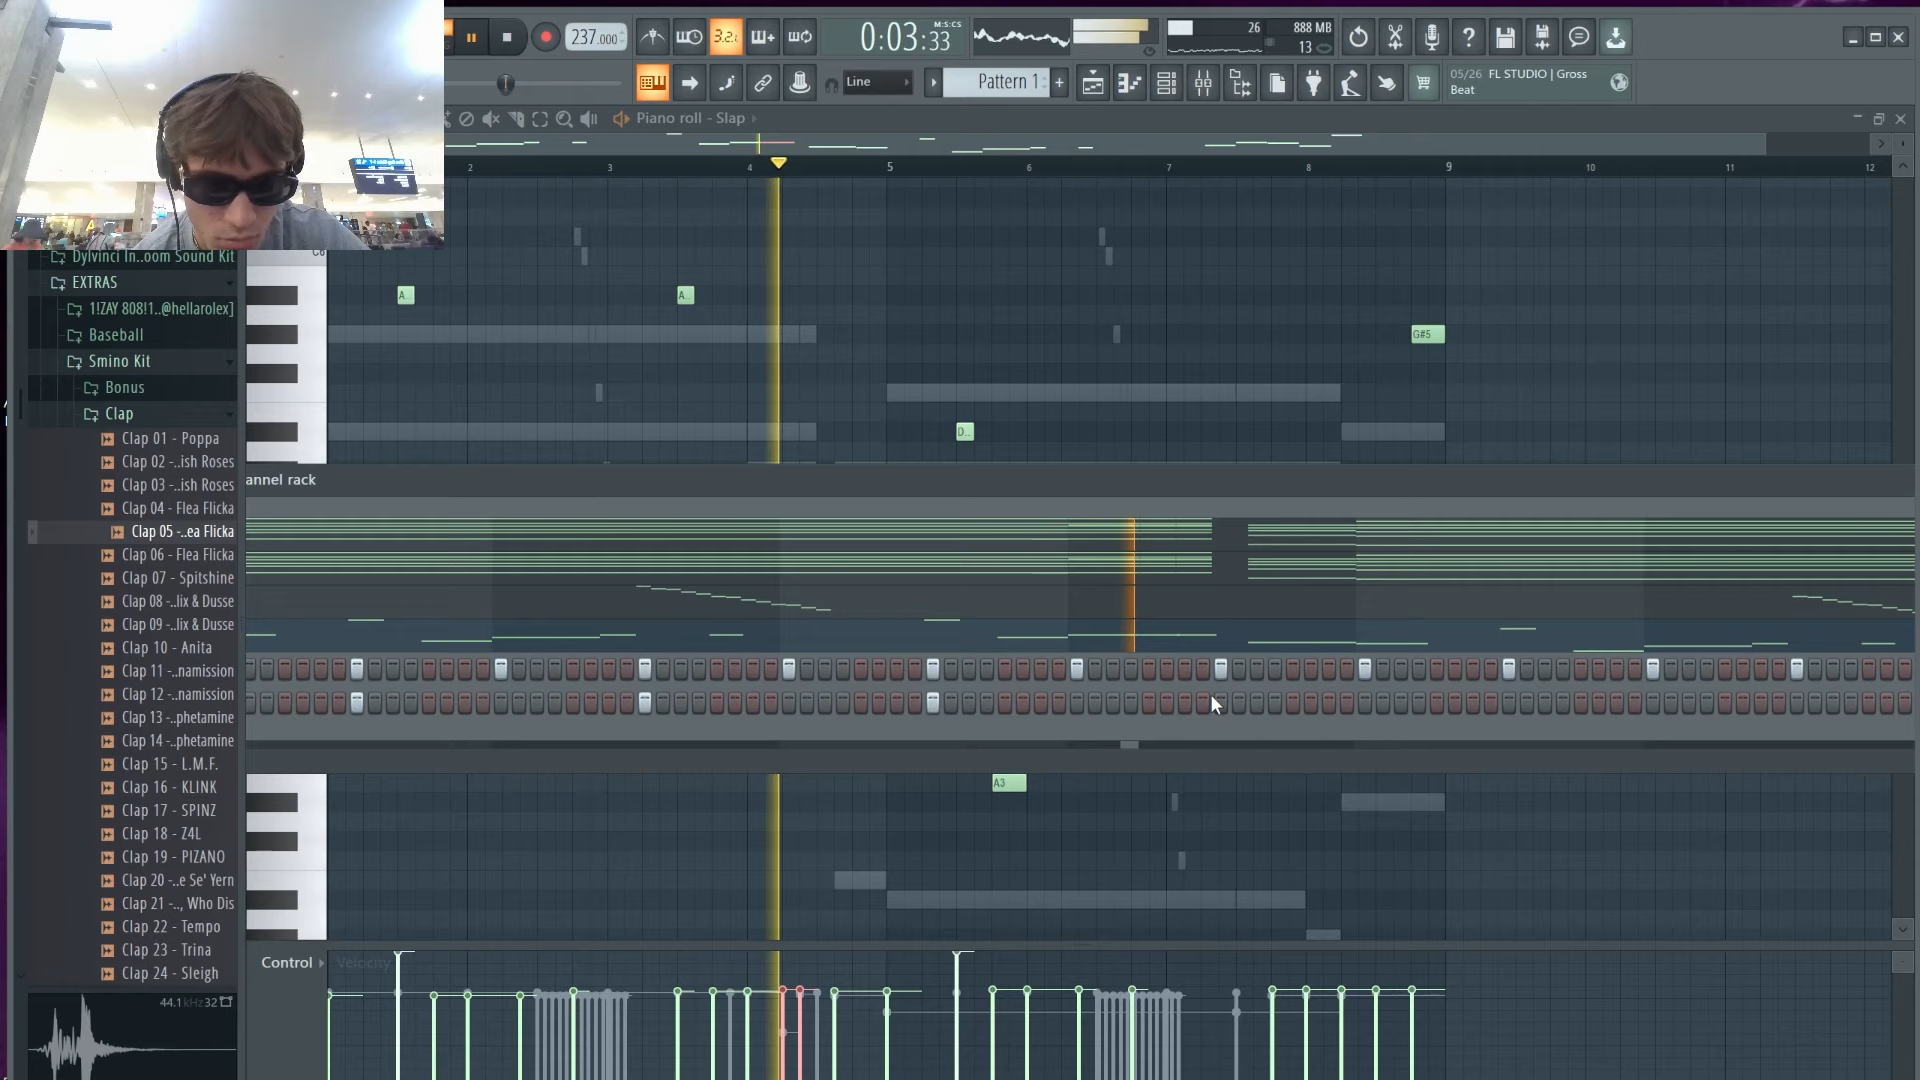 237.000
3.2.
0:03:33
M:S:CS
26
888 MB
13
Line
Pattern 1
+
05/26 FL STUDIO | Gross
Beat
Piano roll - Slap
2
3
4
5
6
7
8
9
10
11
12
Dylvinci In..oom Sound Kit
EXTRAS
1!ZAY 808!1..@hellarolex]
Baseball
Smino Kit
Bonus
Clap
Clap 01 - Poppa
Clap 02 -..ish Roses
Clap 03 -..ish Roses
Clap 04 - Flea Flicka
Clap 05 -..ea Flicka
Clap 06 - Flea Flicka
Clap 07 - Spitshine
Clap 08 -..lix & Dusse
Clap 09 -..lix & Dusse
Clap 10 - Anita
Clap 11 -..namission
Clap 12 -..namission
Clap 13 -..phetamine
Clap 14 -..phetamine
Clap 15 - L.M.F.
Clap 16 - KLINK
Clap 17 - SPINZ
Clap 18 - Z4L
Clap 19 - PIZANO
Clap 20 -..e Se' Yern
Clap 21 -.., Who Dis
Clap 22 - Tempo
Clap 23 - Trina
Clap 24 - Sleigh
44.1kHz 32
A..
A..
G#5
D..
annel rack
A3
Control
Velocity